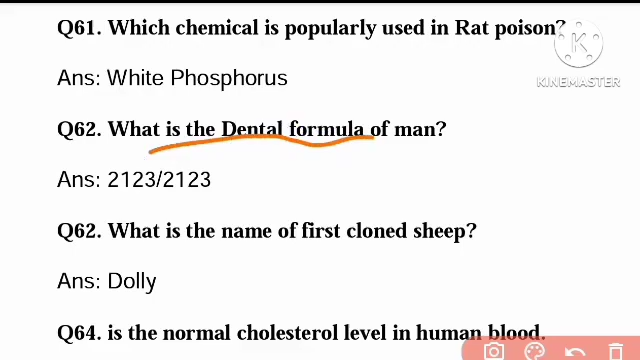 Q61. Which chemical is popularly used in Rat poison?
KINEMASTER
Ans: White Phosphorus
Q62. What is the Dental formula of man?
Ans: 2123/2123
Q62. What is the name of first cloned sheep?
Ans: Dolly
Q64. is the normal cholesterol level in human blood.